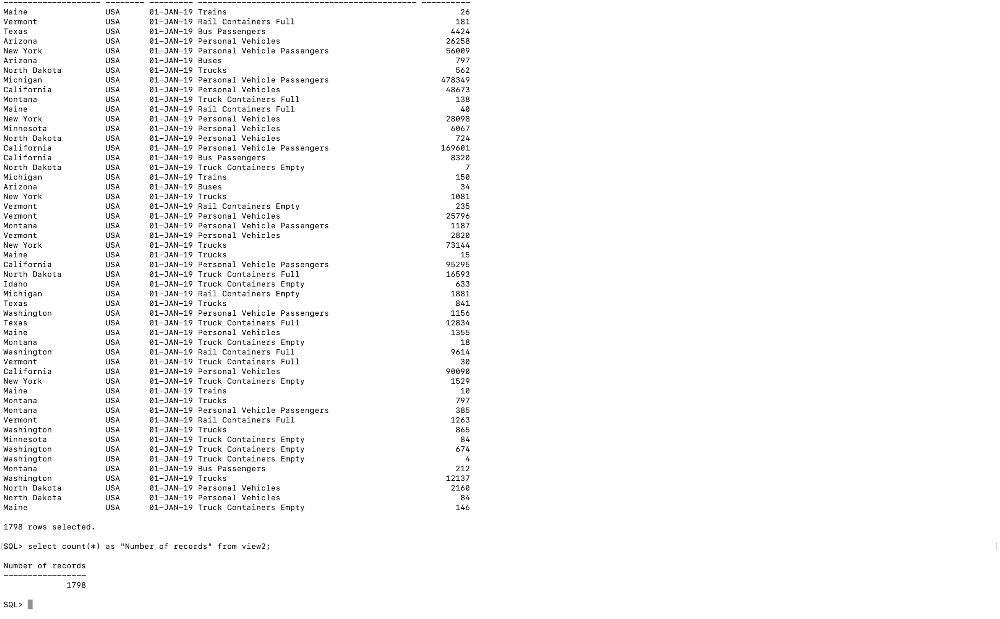 -------------------- -------- --------- --------------------------------------------- ----------
Maine                USA      01-JAN-19 Trains                                                26
Vermont              USA      01-JAN-19 Rail Containers Full                                 181
Texas                USA      01-JAN-19 Bus Passengers                                      4424
Arizona              USA      01-JAN-19 Personal Vehicles                                  26258
New York             USA      01-JAN-19 Personal Vehicle Passengers                        56009
Arizona              USA      01-JAN-19 Buses                                                797
North Dakota         USA      01-JAN-19 Trucks                                               562
Michigan             USA      01-JAN-19 Personal Vehicle Passengers                       478349
California           USA      01-JAN-19 Personal Vehicles                                  48673
Montana              USA      01-JAN-19 Truck Containers Full                                138
Maine                USA      01-JAN-19 Rail Containers Full                                  40
New York             USA      01-JAN-19 Personal Vehicles                                  28098
Minnesota            USA      01-JAN-19 Personal Vehicles                                   6067
North Dakota         USA      01-JAN-19 Personal Vehicles                                    724
California           USA      01-JAN-19 Personal Vehicle Passengers                       169601
California           USA      01-JAN-19 Bus Passengers                                      8320
North Dakota         USA      01-JAN-19 Truck Containers Empty                                 7
Michigan             USA      01-JAN-19 Trains                                               150
Arizona              USA      01-JAN-19 Buses                                                 34
New York             USA      01-JAN-19 Trucks                                              1081
Vermont              USA      01-JAN-19 Rail Containers Empty                                235
Vermont              USA      01-JAN-19 Personal Vehicles                                  25796
Montana              USA      01-JAN-19 Personal Vehicle Passengers                         1187
Vermont              USA      01-JAN-19 Personal Vehicles                                   2820
New York             USA      01-JAN-19 Trucks                                             73144
Maine                USA      01-JAN-19 Trucks                                                15
California           USA      01-JAN-19 Personal Vehicle Passengers                        95295
North Dakota         USA      01-JAN-19 Truck Containers Full                              16593
Idaho                USA      01-JAN-19 Truck Containers Empty                               633
Michigan             USA      01-JAN-19 Rail Containers Empty                               1881
Texas                USA      01-JAN-19 Trucks                                               841
Washington           USA      01-JAN-19 Personal Vehicle Passengers                         1156
Texas                USA      01-JAN-19 Truck Containers Full                              12834
Maine                USA      01-JAN-19 Personal Vehicles                                   1355
Montana              USA      01-JAN-19 Truck Containers Empty                                18
Washington           USA      01-JAN-19 Rail Containers Full                                9614
Vermont              USA      01-JAN-19 Truck Containers Full                                 30
California           USA      01-JAN-19 Personal Vehicles                                  90090
New York             USA      01-JAN-19 Truck Containers Empty                              1529
Maine                USA      01-JAN-19 Trains                                                10
Montana              USA      01-JAN-19 Trucks                                               797
Montana              USA      01-JAN-19 Personal Vehicle Passengers                          385
Vermont              USA      01-JAN-19 Rail Containers Full                                1263
Washington           USA      01-JAN-19 Trucks                                               865
Minnesota            USA      01-JAN-19 Truck Containers Empty                                84
Washington           USA      01-JAN-19 Truck Containers Empty                               674
Washington           USA      01-JAN-19 Truck Containers Empty                                 4
Montana              USA      01-JAN-19 Bus Passengers                                       212
Washington           USA      01-JAN-19 Trucks                                             12137
North Dakota         USA      01-JAN-19 Personal Vehicles                                   2160
North Dakota         USA      01-JAN-19 Personal Vehicles                                     84
Maine                USA      01-JAN-19 Truck Containers Empty                               146

1798 rows selected.

[SQL> select count(*) as "Number of records" from view2; ]

Number of records
-----------------
             1798

SQL>